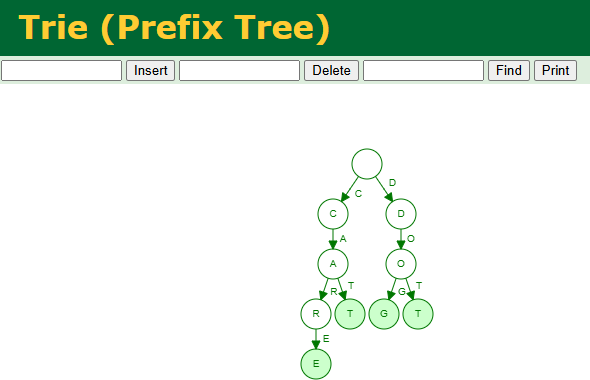 Trie (Prefix Tree)
Insert Delete Find Print
C D
C D
A O
A O
R T G T
R T G T
E
E